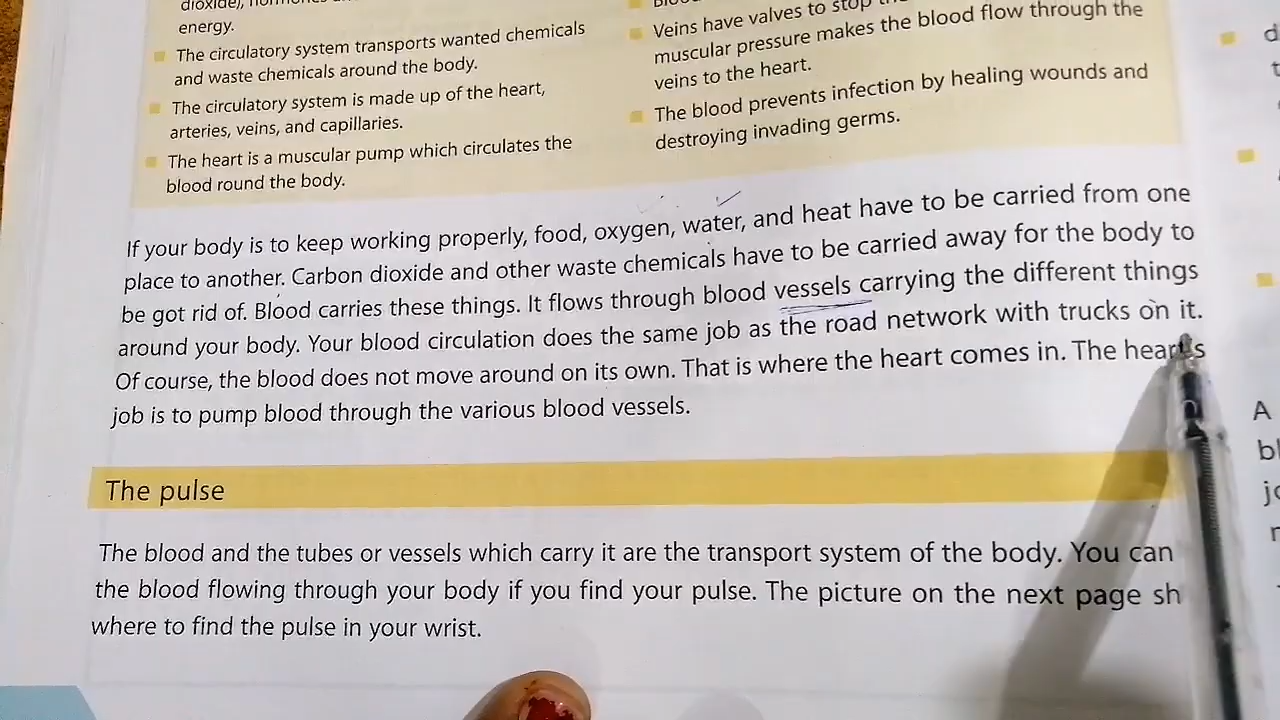 energy.
The circulatory system transports wanted chemicals
and waste chemicals around the body.
The circulatory system is made up of the heart,
arteries, veins, and capillaries.
The heart is a muscular pump which circulates the
blood round the body.
Veins have valves to stop
muscular pressure makes the blood flow through the
veins to the heart.
The blood prevents infection by healing wounds and
destroying invading germs.
If your body is to keep working properly, food, oxygen, water, and heat have to be carried from one
place to another. Carbon dioxide and other waste chemicals have to be carried away for the body to
be got rid of. Blood carries these things. It flows through blood vessels carrying the different things
around your body. Your blood circulation does the same job as the road network with trucks on it.
Of course, the blood does not move around on its own. That is where the heart comes in. The heart's
job is to pump blood through the various blood vessels.
The pulse
The blood and the tubes or vessels which carry it are the transport system of the body. You can
the blood flowing through your body if you find your pulse. The picture on the next page sh
where to find the pulse in your wrist.
A